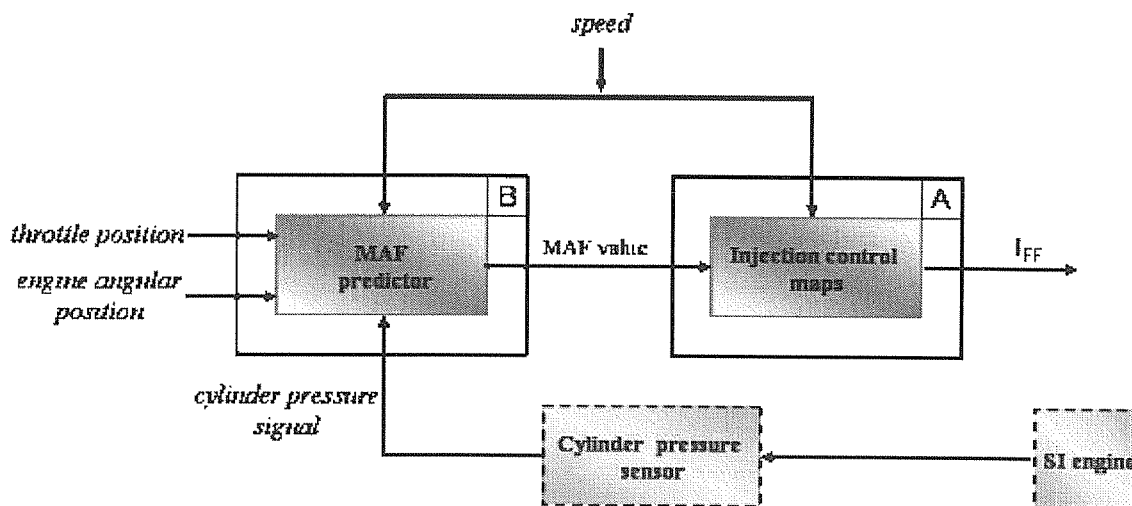 speed
B
A
throttle position
MAF
predictor
MAF value
Injection control
maps
I_FF
engine angular
position
cylinder pressure
signal
Cylinder pressure
sensor
SI engine